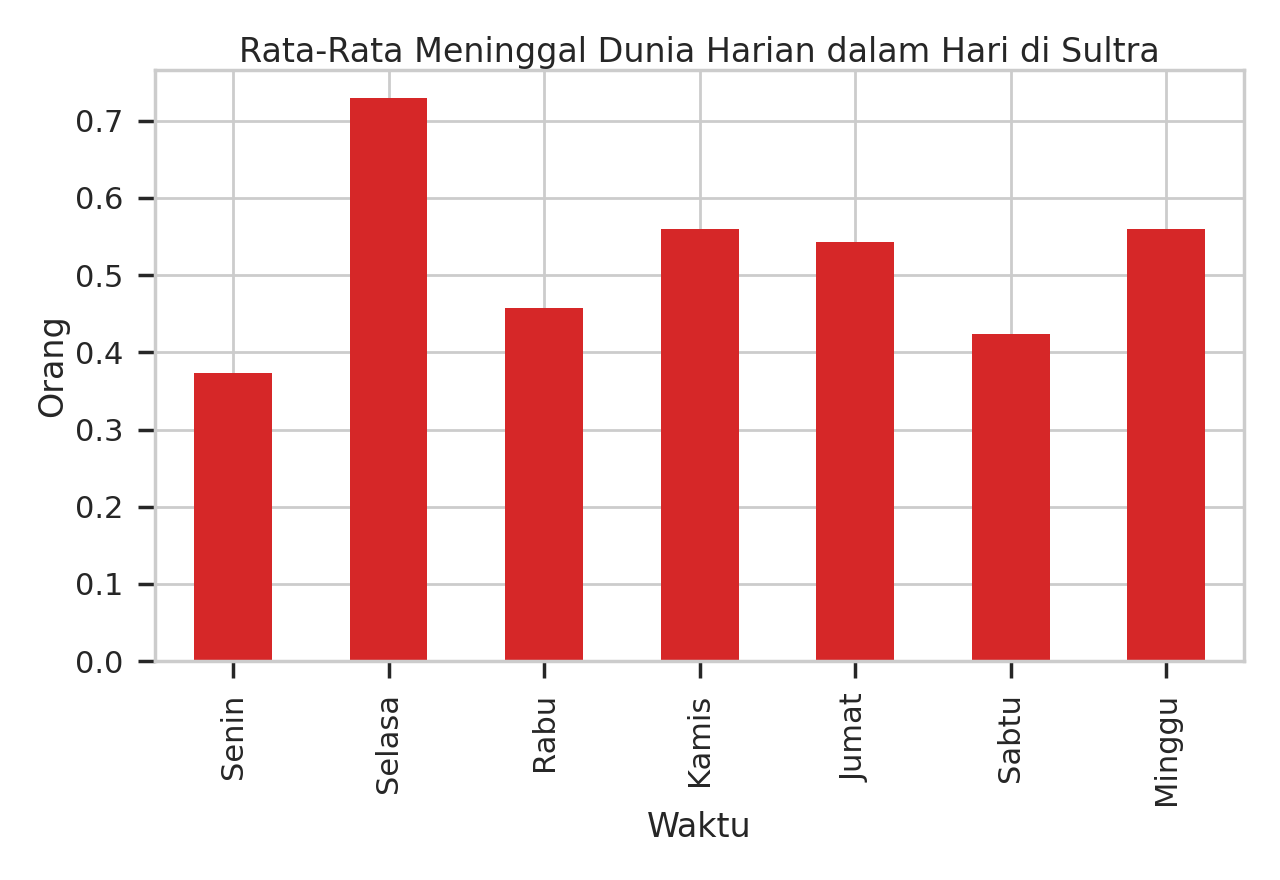 Rata-Rata Meninggal Dunia Harian dalam Hari di Sultra
0.7
0.6
0.5
0.4
0.3
0.2
0.1
0.0
Orang
Senin
Selasa
Rabu
Kamis
Jumat
Sabtu
Minggu
Waktu